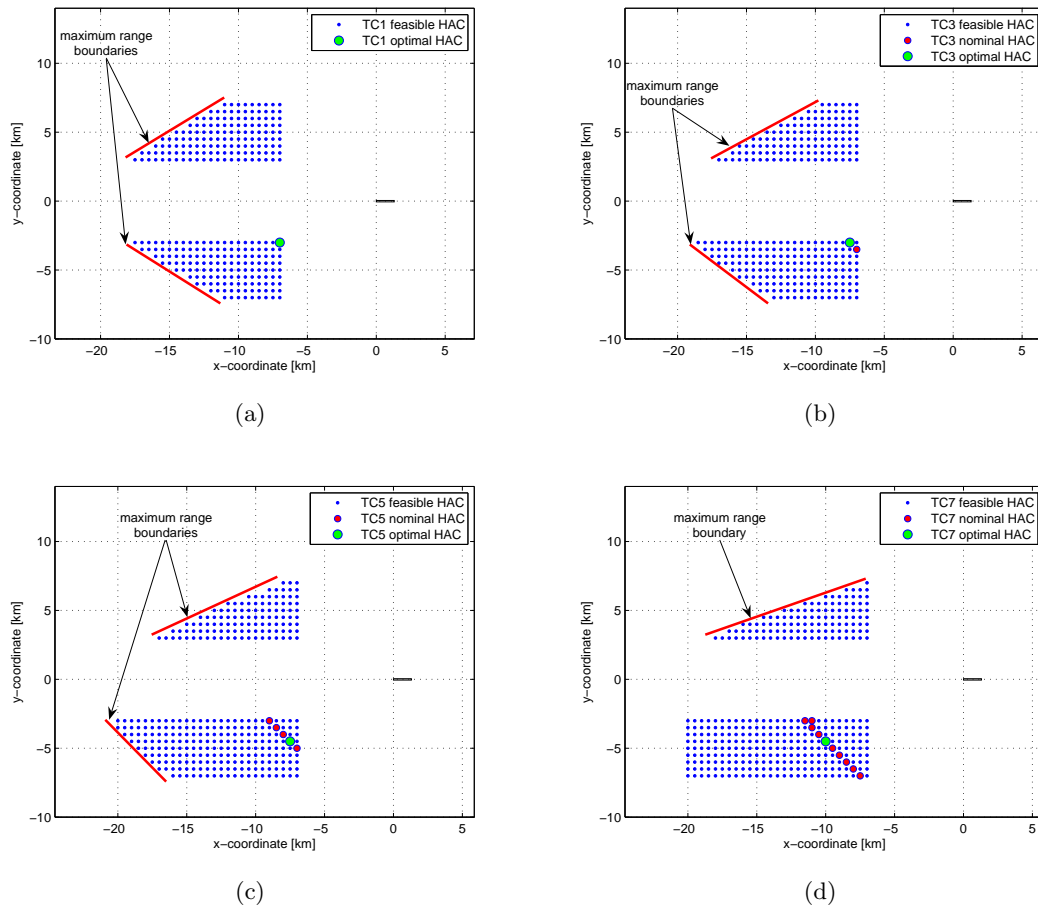 TC1 feasible HAC
TC1 optimal HAC
maximum range
boundaries
10
5
0
−5
−10
y−coordinate [km]
−20
−15
−10
−5
0
5
x−coordinate [km]
(a)
TC3 feasible HAC
TC3 nominal HAC
TC3 optimal HAC
maximum range
boundaries
10
5
0
−5
−10
y−coordinate [km]
−20
−15
−10
−5
0
5
x−coordinate [km]
(b)
TC5 feasible HAC
TC5 nominal HAC
TC5 optimal HAC
maximum range
boundaries
10
5
0
−5
−10
y−coordinate [km]
−20
−15
−10
−5
0
5
x−coordinate [km]
(c)
TC7 feasible HAC
TC7 nominal HAC
TC7 optimal HAC
maximum range
boundary
10
5
0
−5
−10
y−coordinate [km]
−20
−15
−10
−5
0
5
x−coordinate [km]
(d)